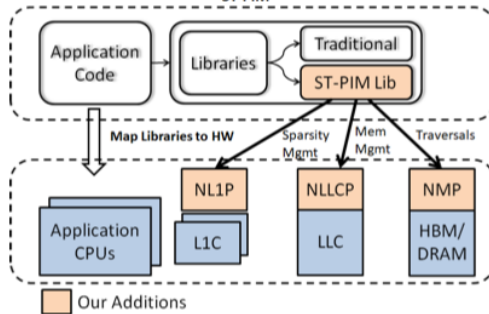 Application
Code
Libraries
Traditional
ST-PIM Lib
Map Libraries to HW
Sparsity
Mgmt
Mem
Mgmt
Traversals
NL1P
NLLCP
NMP
Application
CPUs
L1C
LLC
HBM/
DRAM
Our Additions